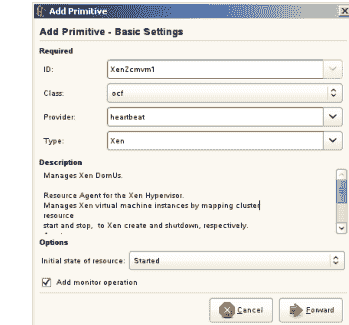 Add Primitive
Add Primitive - Basic Settings
Required
ID: Xen2cmvm1
Class: ocf
Provider: heartbeat
Type: Xen
Description
Manages Xen DomUs.
Resource Agent for the Xen Hypervisor.
Manages Xen virtual machine instances by mapping cluster
resource
start and stop, to Xen create and shutdown, respectively.
Options
Initial state of resource: Started
Add monitor operation
Cancel Forward